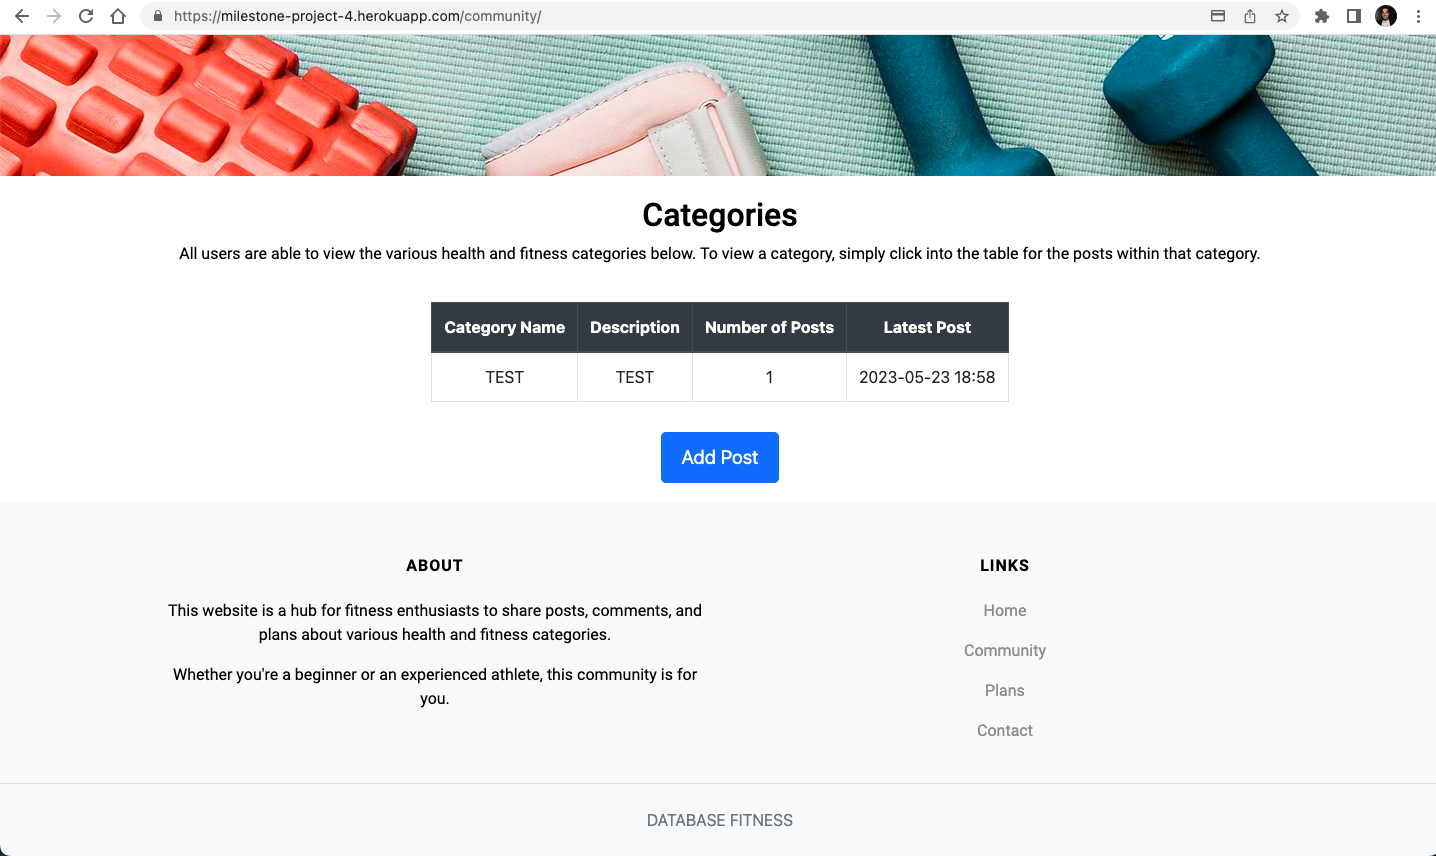 https://milestone-project-4.herokuapp.com/community/
Categories
All users are able to view the various health and fitness categories below. To view a category, simply click into the table for the posts within that category.
Category Name Description Number of Posts Latest Post
TEST TEST 1 2023-05-23 18:58
Add Post
ABOUT
This website is a hub for fitness enthusiasts to share posts, comments, and
plans about various health and fitness categories.
Whether you're a beginner or an experienced athlete, this community is for
you.
LINKS
Home
Community
Plans
Contact
DATABASE FITNESS